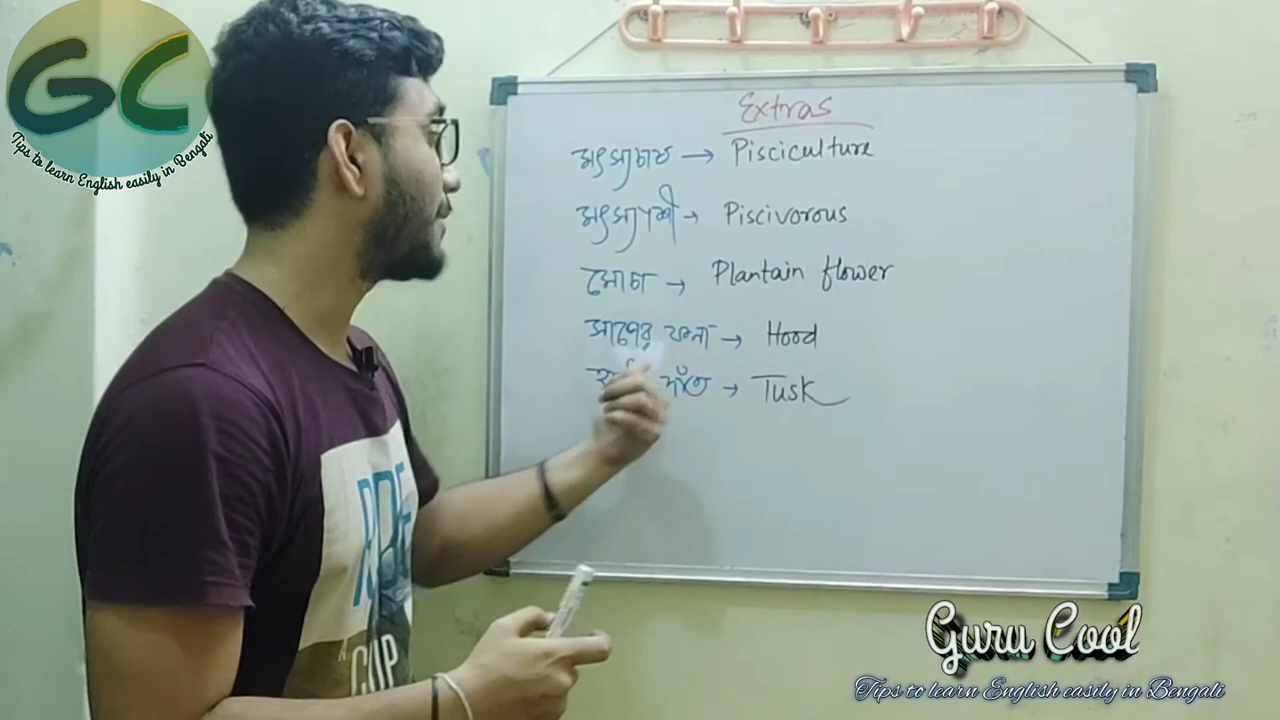 GC
Tips to learn English easily in Bengali
Extras
মৎস্যচাষ → Pisciculture
মৎস্যাশী → Piscivorous
মোচা → Plantain flower
সাপের ফনা → Hood
দাঁত → Tusk
CUP
Guru Cool
Tips to learn English easily in Bengali